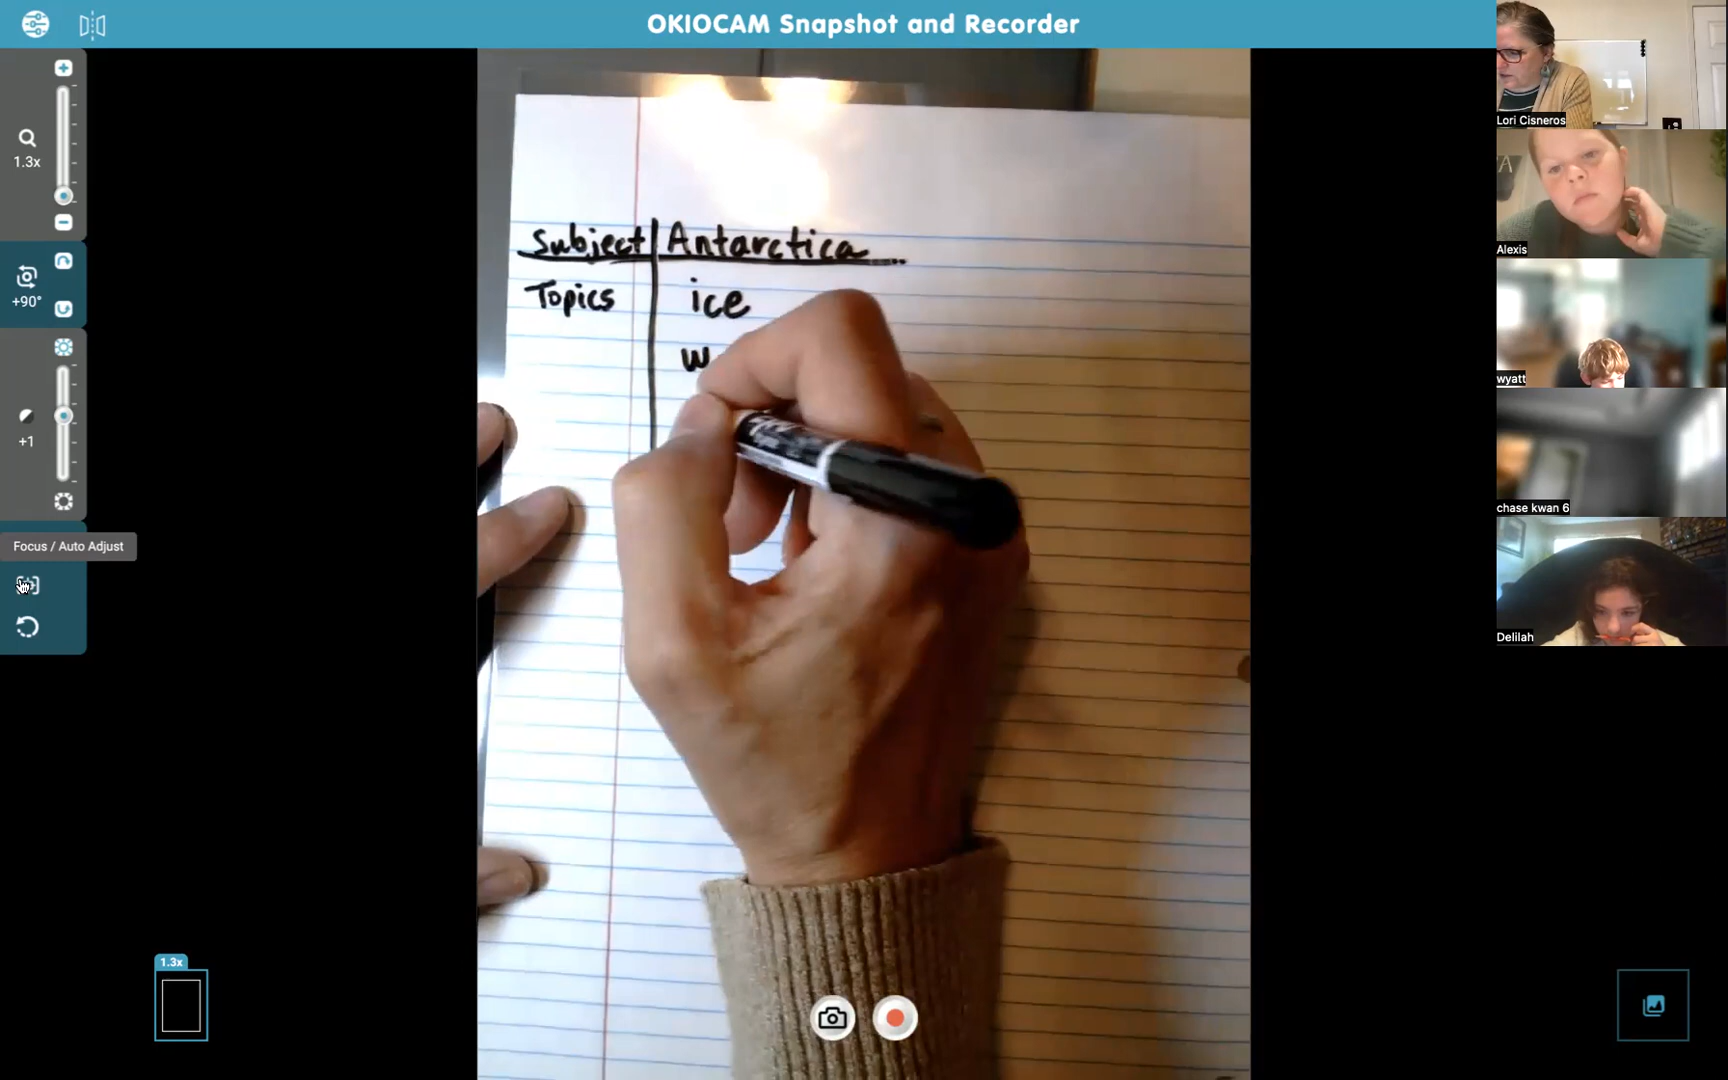 OKIOCAM Snapshot and Recorder
1.3x
+90°
+1
Focus / Auto Adjust
Subject Antarctica
Topics ice
w
1.3x
Lori Cisneros
Alexis
wyatt
chase kwan 6
Delilah